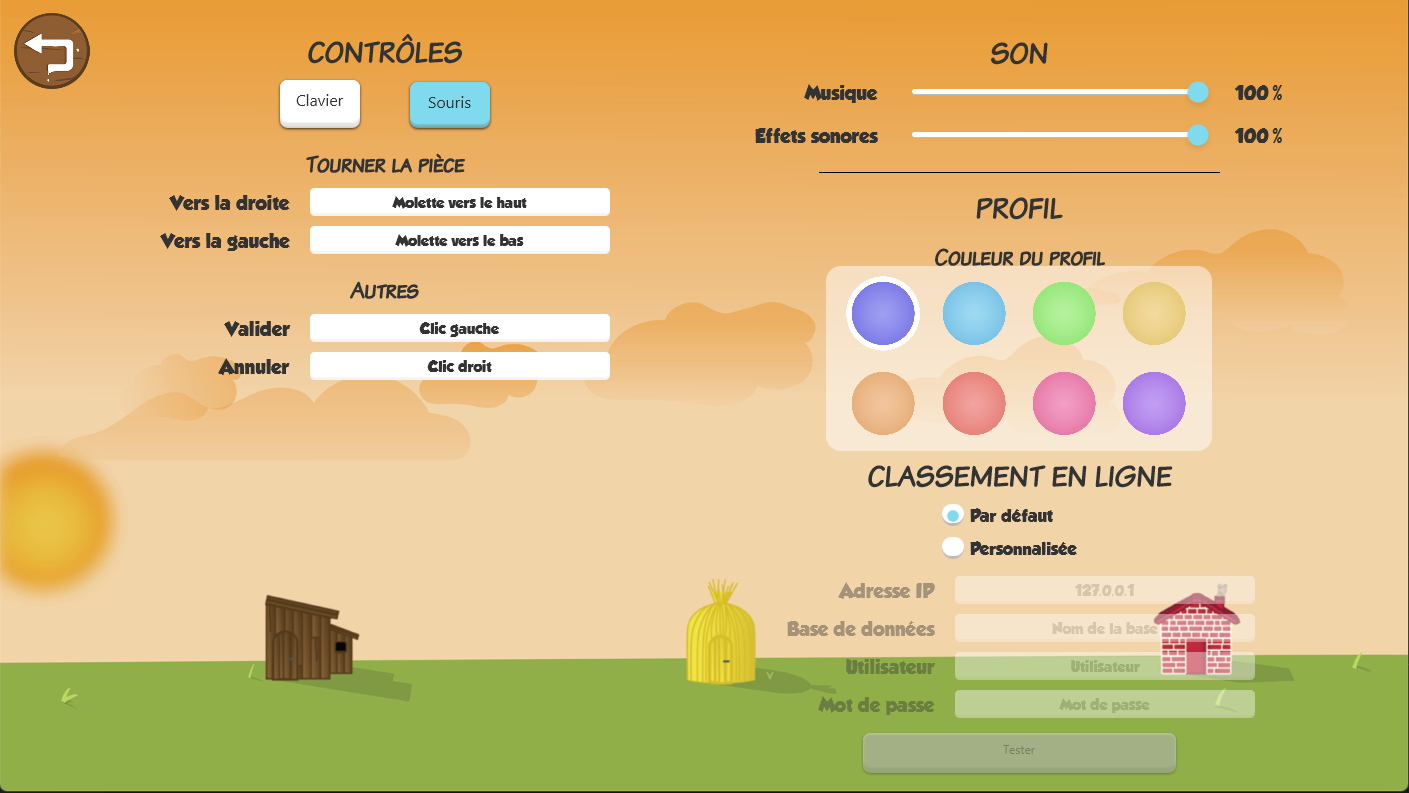 CONTRÔLES
Clavier
Souris
TOURNER LA PIÈCE
Vers la droite
Molette vers le haut
Vers la gauche
Molette vers le bas
AUTRES
Valider
Clic gauche
Annuler
Clic droit
SON
Musique
100 %
Effets sonores
100 %
PROFIL
COULEUR DU PROFIL
CLASSEMENT EN LIGNE
Par défaut
Personnalisée
Adresse IP
127.0.0.1
Base de données
Nom de la base
Utilisateur
Utilisateur
Mot de passe
Mot de passe
Tester